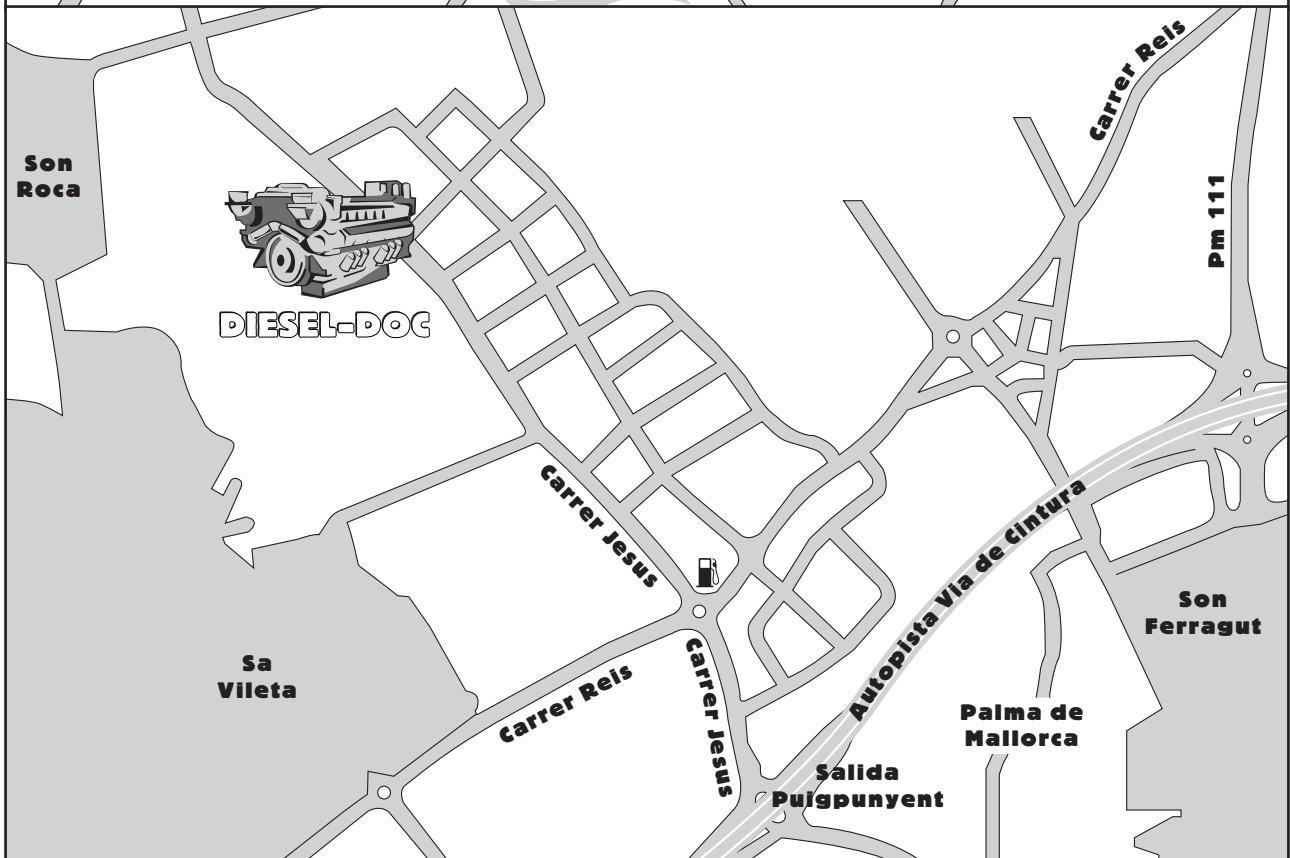 Carrer Reis
Son
Roca
Pm 111
DIESEL-DOC
Carrer Jesus
Autopista Via de Cintura
Son
Ferragut
Sa
Vileta
Carrer Reis
Carrer Jesus
Palma de
Mallorca
Salida
Puigpunyent